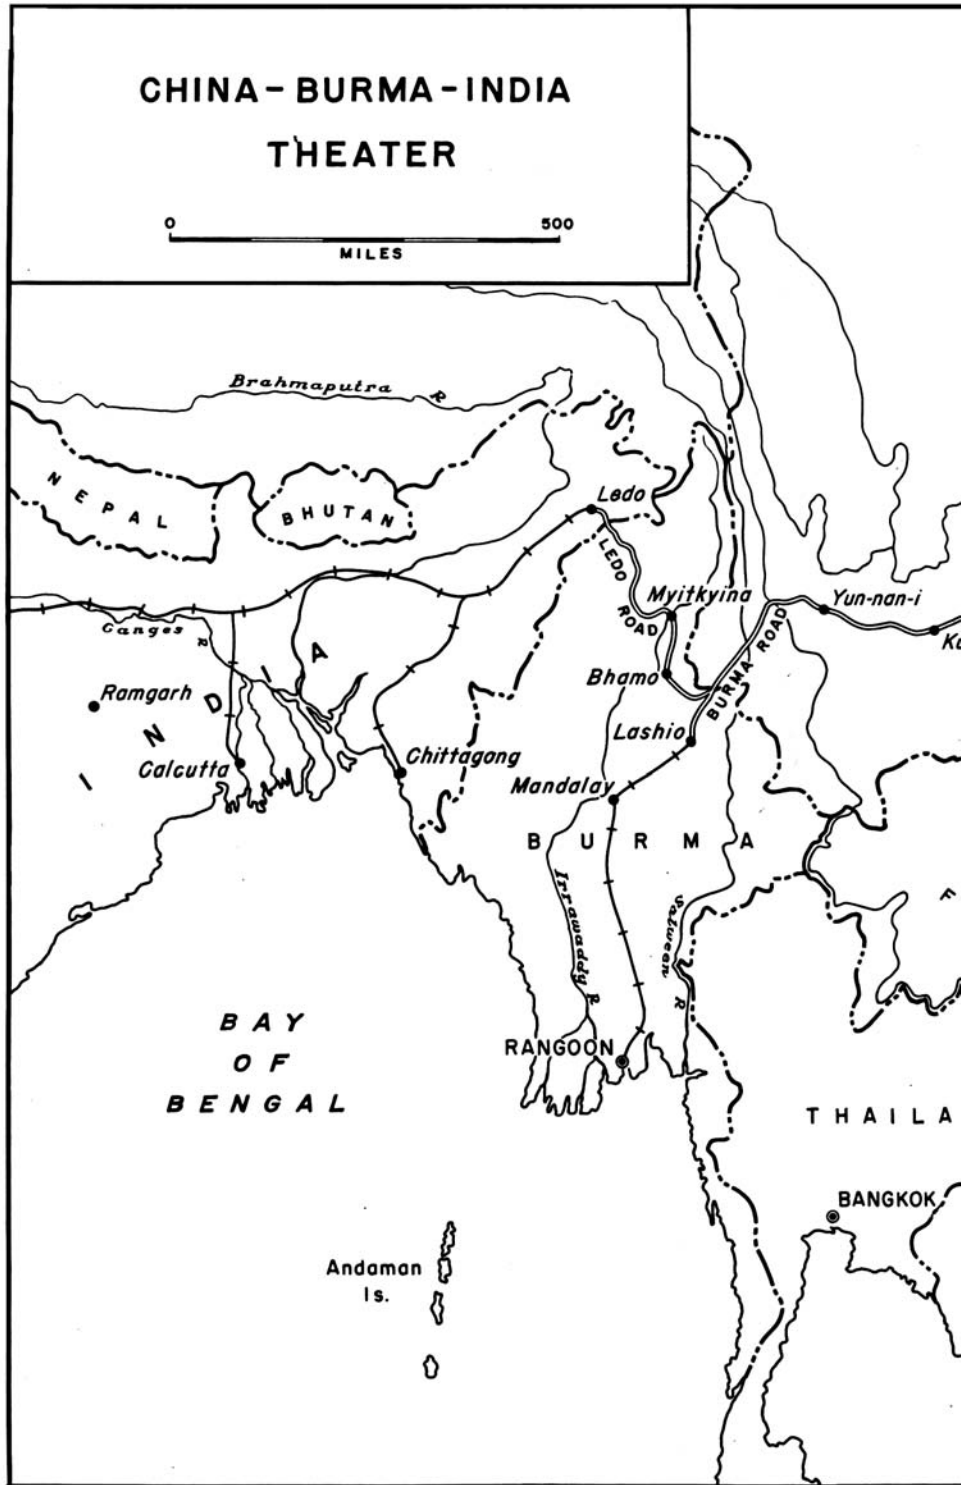 CHINA-BURMA-INDIA
THEATER
0 500
MILES
Brahmaputra R
NEPAL
BHUTAN
Ledo
LEDO ROAD
Myitkyina
Yun-nan-i
Ganges R
BURMA ROAD
Bhamo
Ramgarh
INDIA
Lashio
Calcutta
Chittagong
Mandalay
BURMA
Irrawaddy R
Salween R
F
BAY
OF
BENGAL
RANGOON
THAILA
BANGKOK
Andaman
Is.